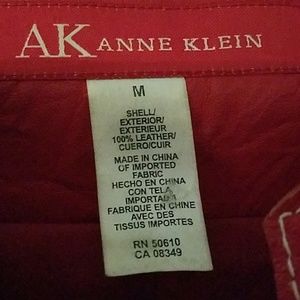 AK ANNE KLEIN
M
SHELL/
EXTERIOR/
EXTERIEUR
100% LEATHER/
CUERO/CUIR
MADE IN CHINA
OF IMPORTED
FABRIC
HECHO EN CHINA
CON TELA
IMPORTADA
FABRIQUE EN CHINE
AVEC DES
TISSUS IMPORTES
RN 50610
CA 08349